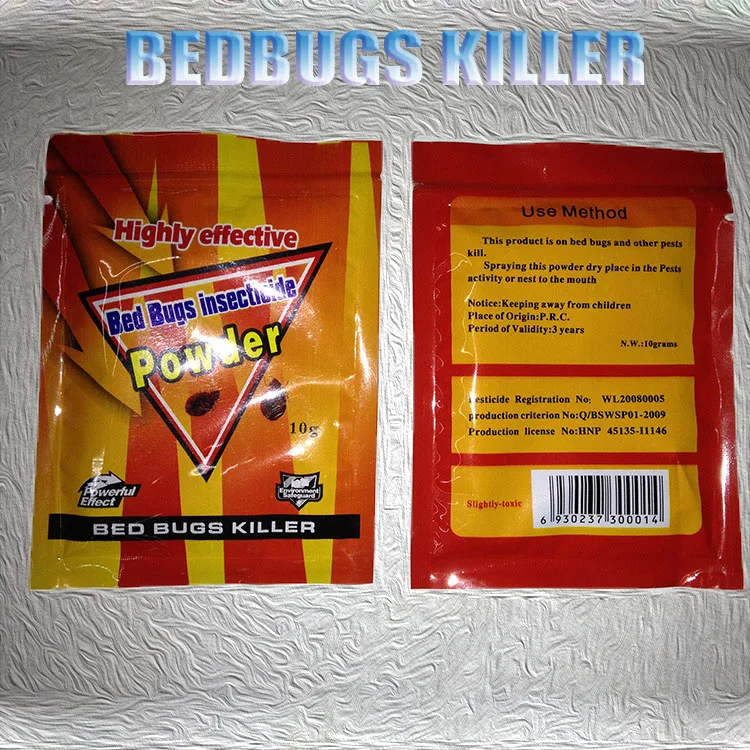 BEDBUGS KILLER
Highly effective
Bed Bugs insecticide
Powder
10g
Powerful
Effect
Environment
Safeguard
BED BUGS KILLER
Use Method
This product is on bed bugs and other pests
kill.
Spraying this powder dry place in the Pests
activity or nest to the mouth
Notice:Keeping away from children
Place of Origin:P.R.C.
Period of Validity:3 years
N.W.:10grams
Pesticide Registration No: WL20080005
production criterion No:Q/BSWSP01-2009
Production license No:HNP 45135-I1146
Slightly-toxic
6 930237 300014